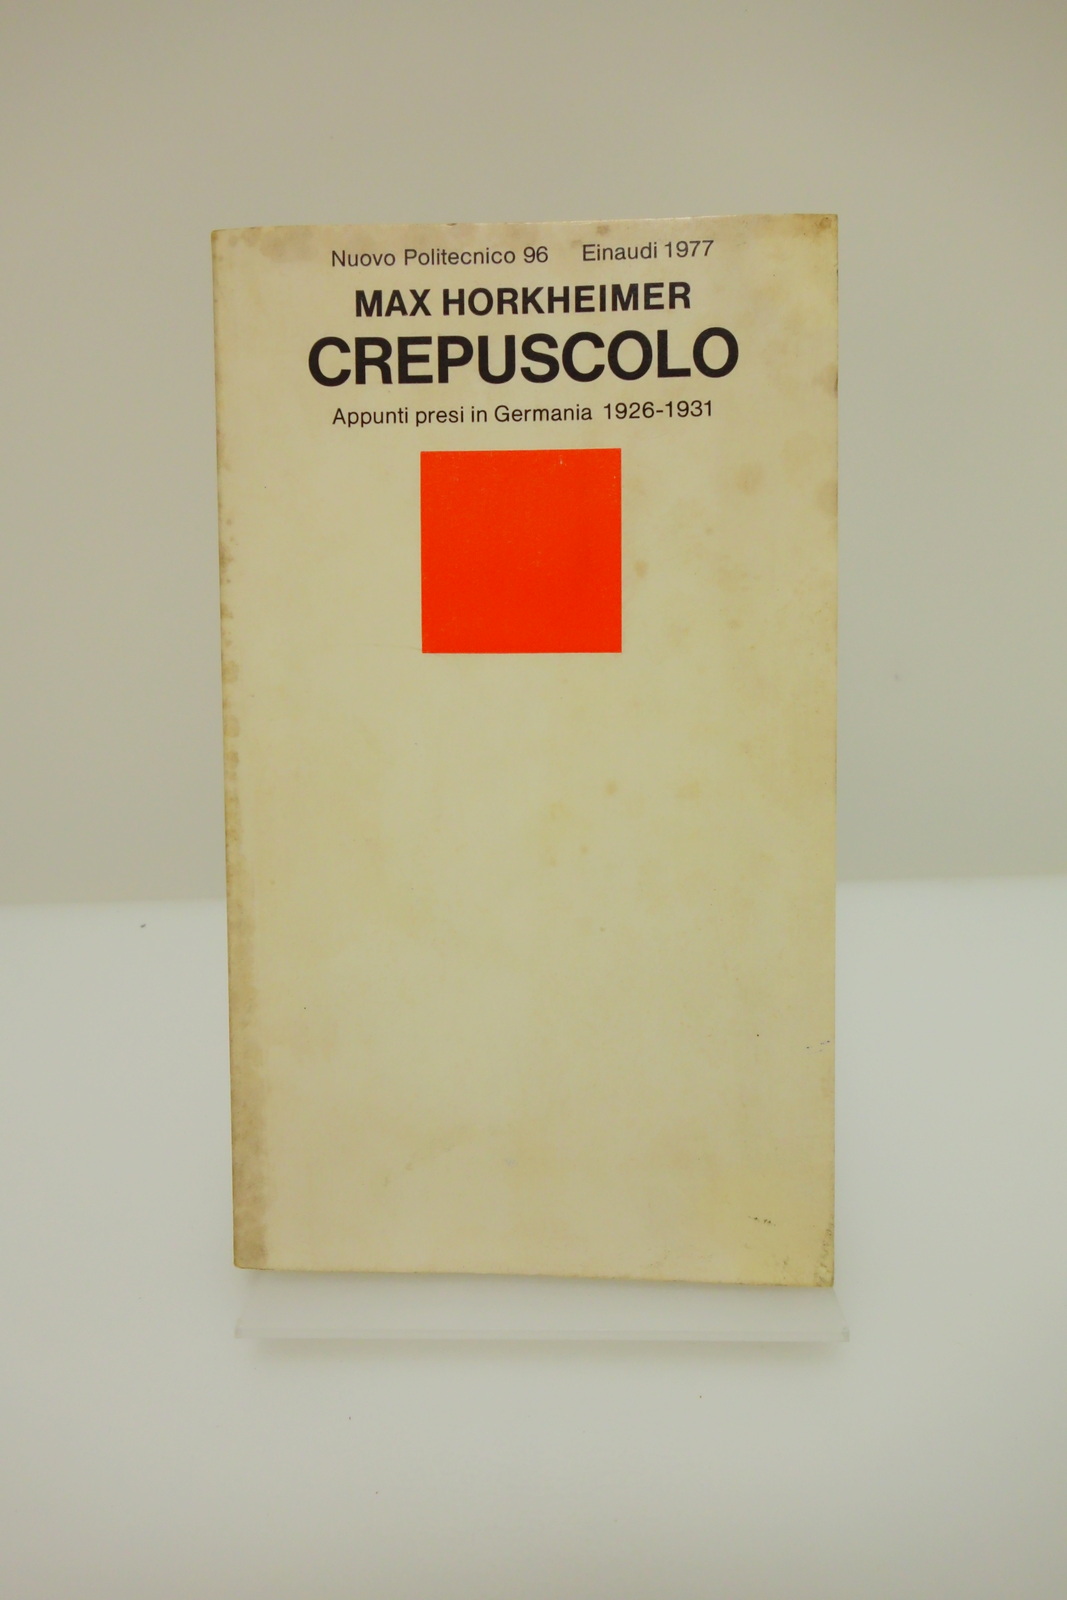 Nuovo Politecnico 96 Einaudi 1977
MAX HORKHEIMER
CREPUSCOLO
Appunti presi in Germania 1926-1931